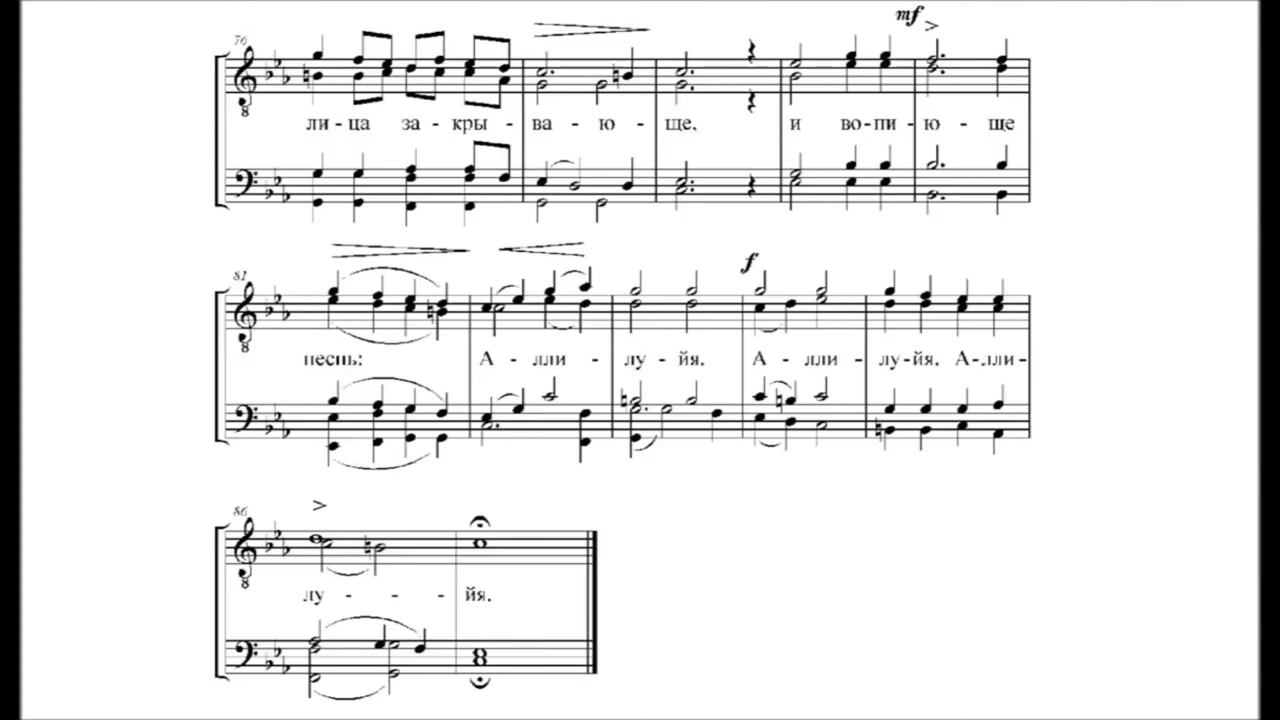 mf
76
ли - ца за - кры - ва - ю - ще, и во - пи - ю - ще
81
f
песнь: А - лли - лу - йя. А - лли - лу - йя. А - лли -
86
лу - - - йя.